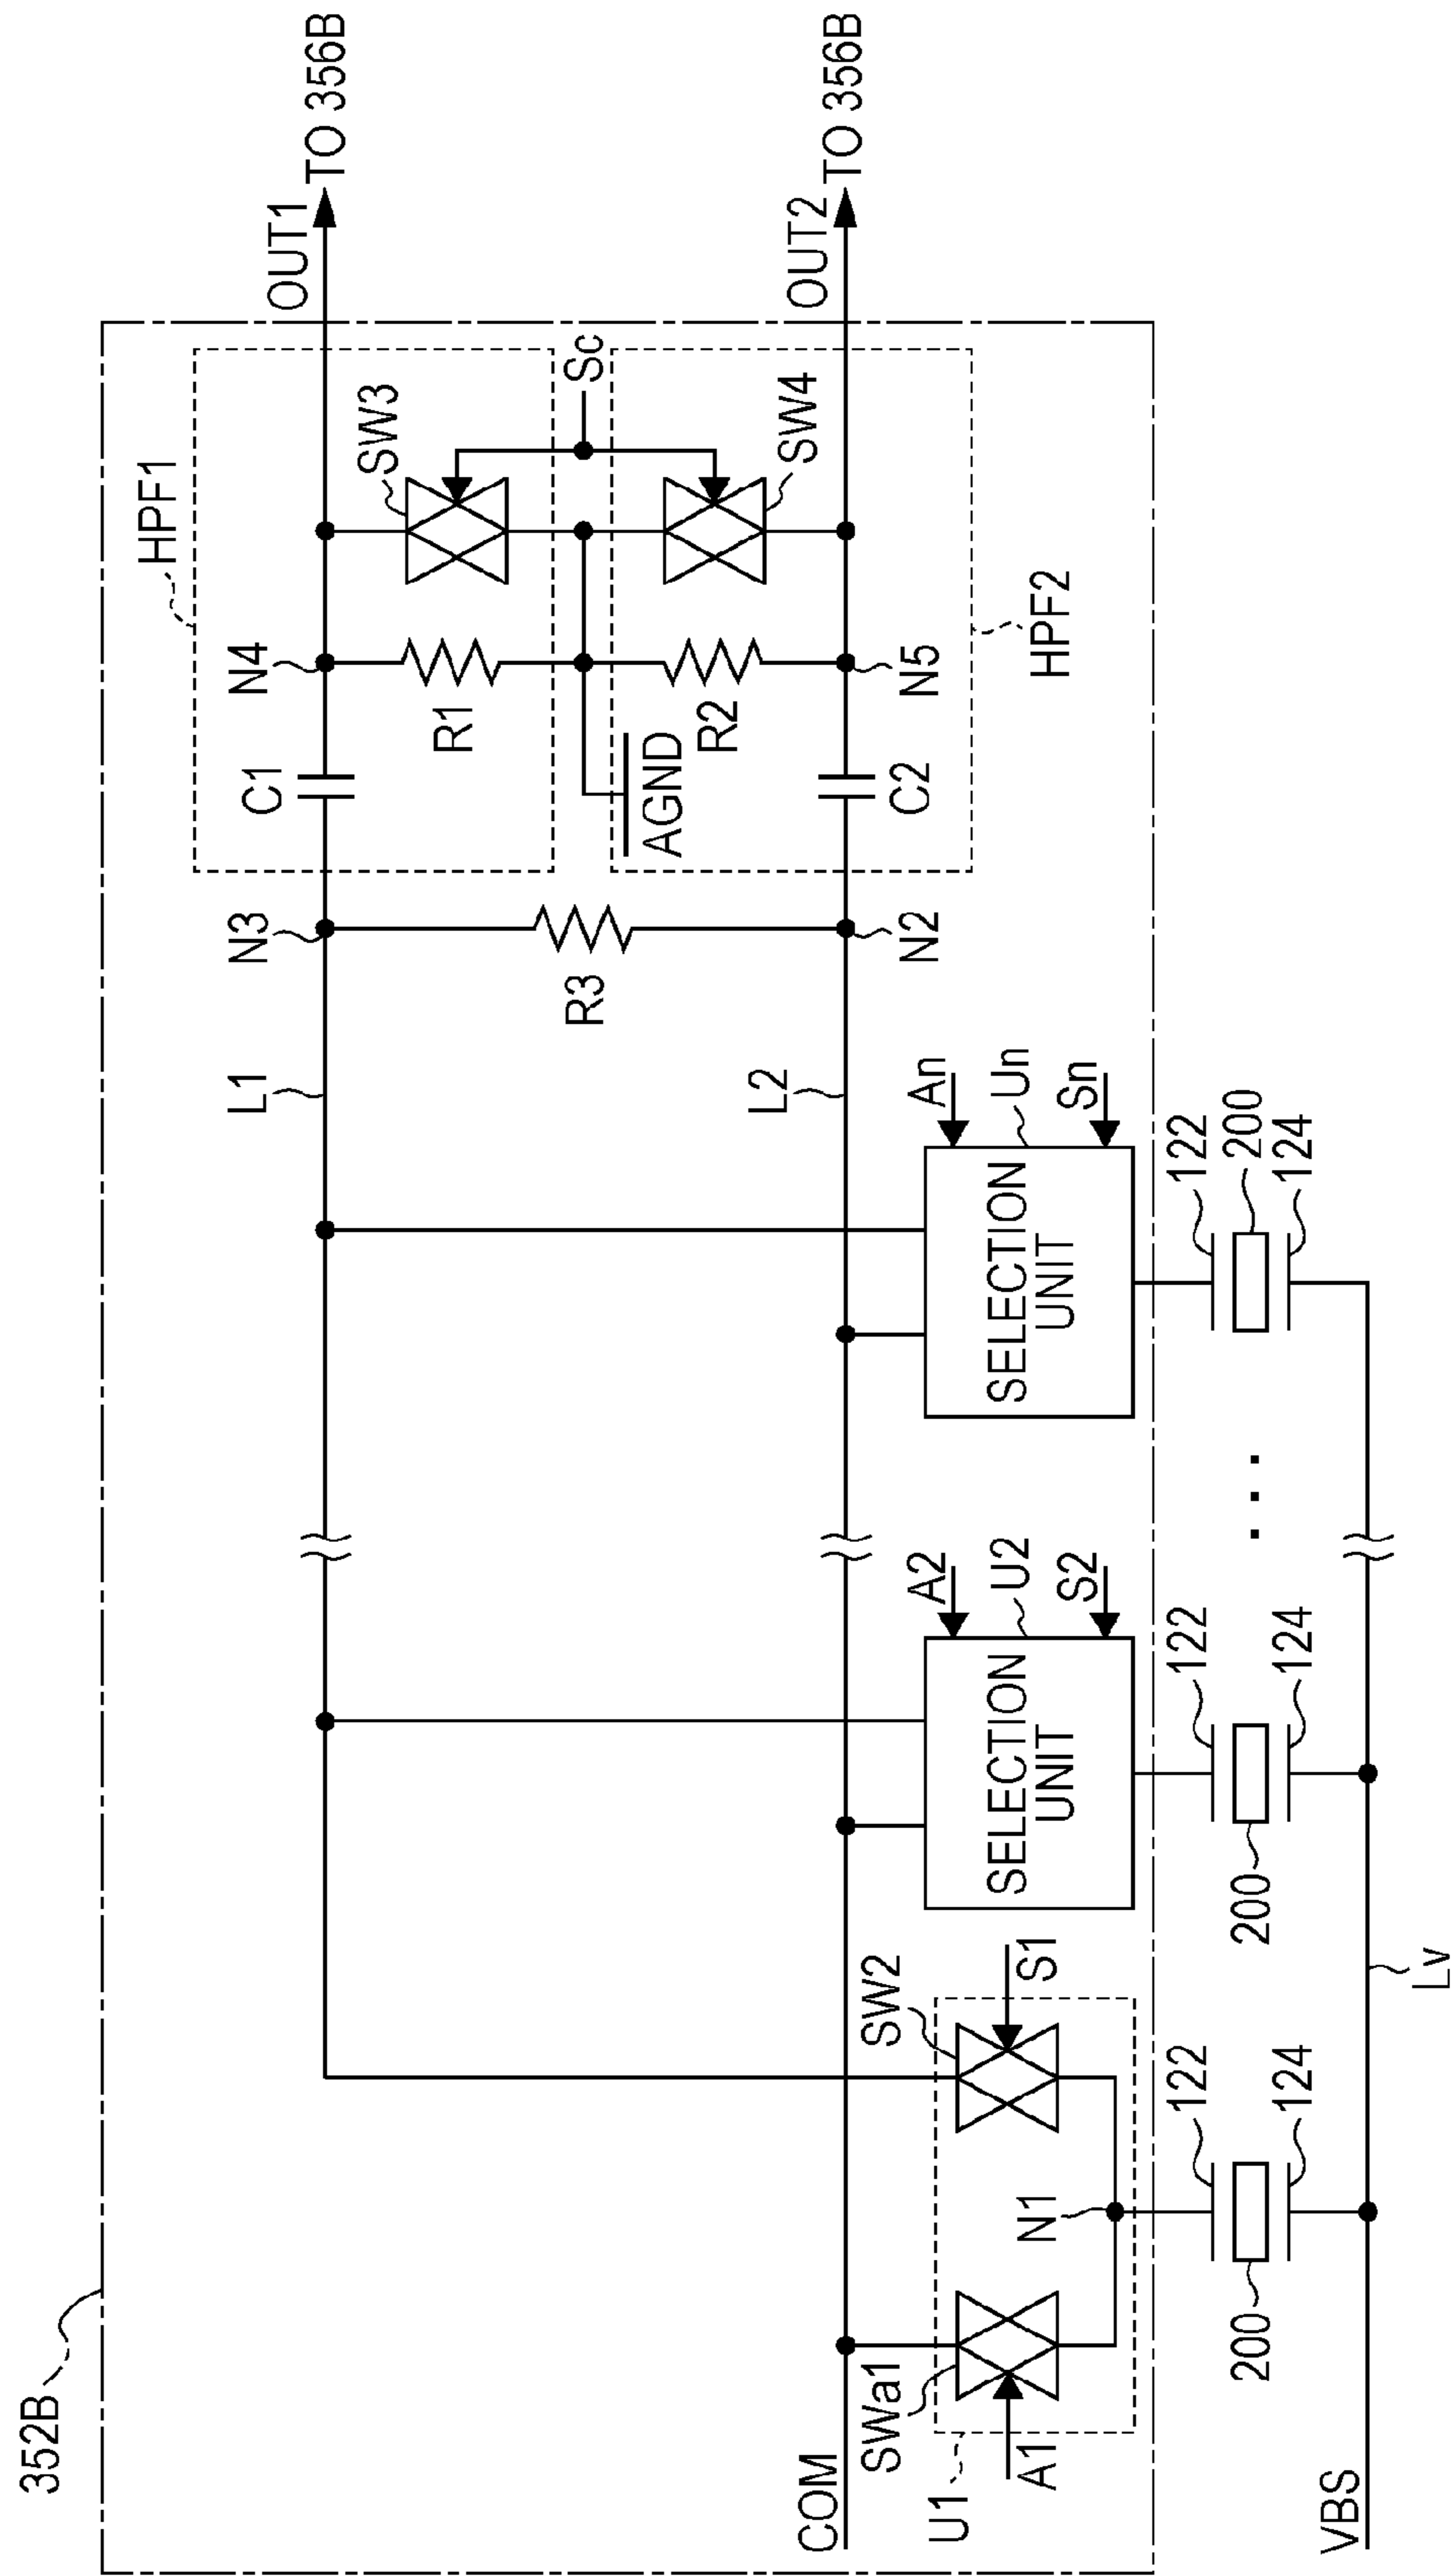 352B
HPF1
OUT1
TO 356B
N3
C1
N4
SW3
L1
R1
Sc
R3
AGND
R2
SW4
OUT2
TO 356B
L2
COM
N2
C2
N5
HPF2
SWa1
SW2
A2
An
U1
A1
N1
S1
SELECTION
UNIT
U2
SELECTION
UNIT
Un
S2
Sn
122
122
122
200
200
200
124
124
124
VBS
Lv